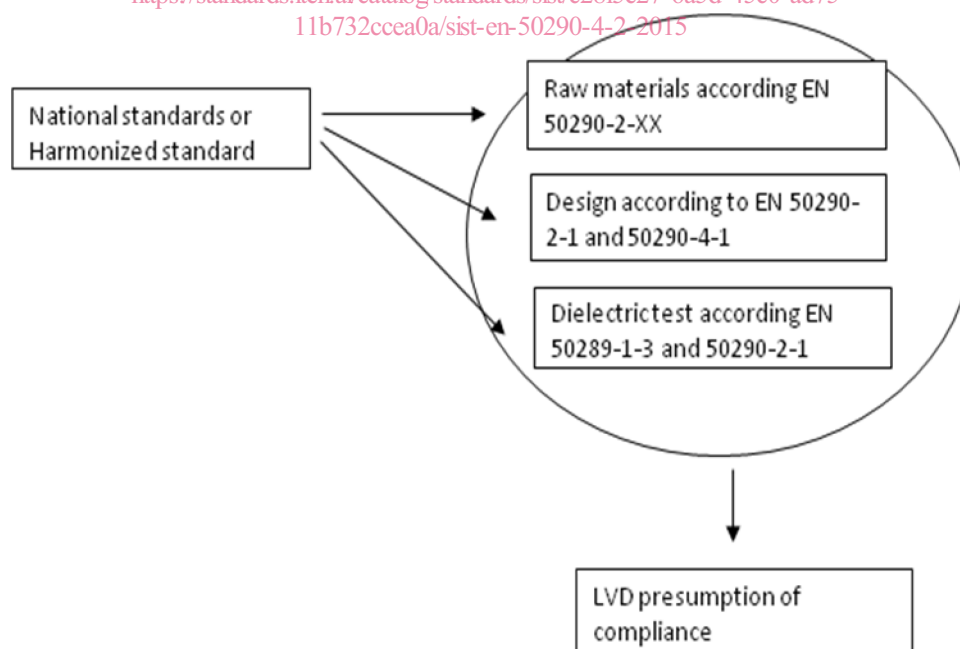 11b732ccea0a/sist-en-50290-4-2-2015
Raw materials according EN
50290-2-XX
National standards or
Harmonized standard
Design according to EN 50290-
2-1 and 50290-4-1
Dielectric test according EN
50289-1-3 and 50290-2-1
LVD presumption of
compliance